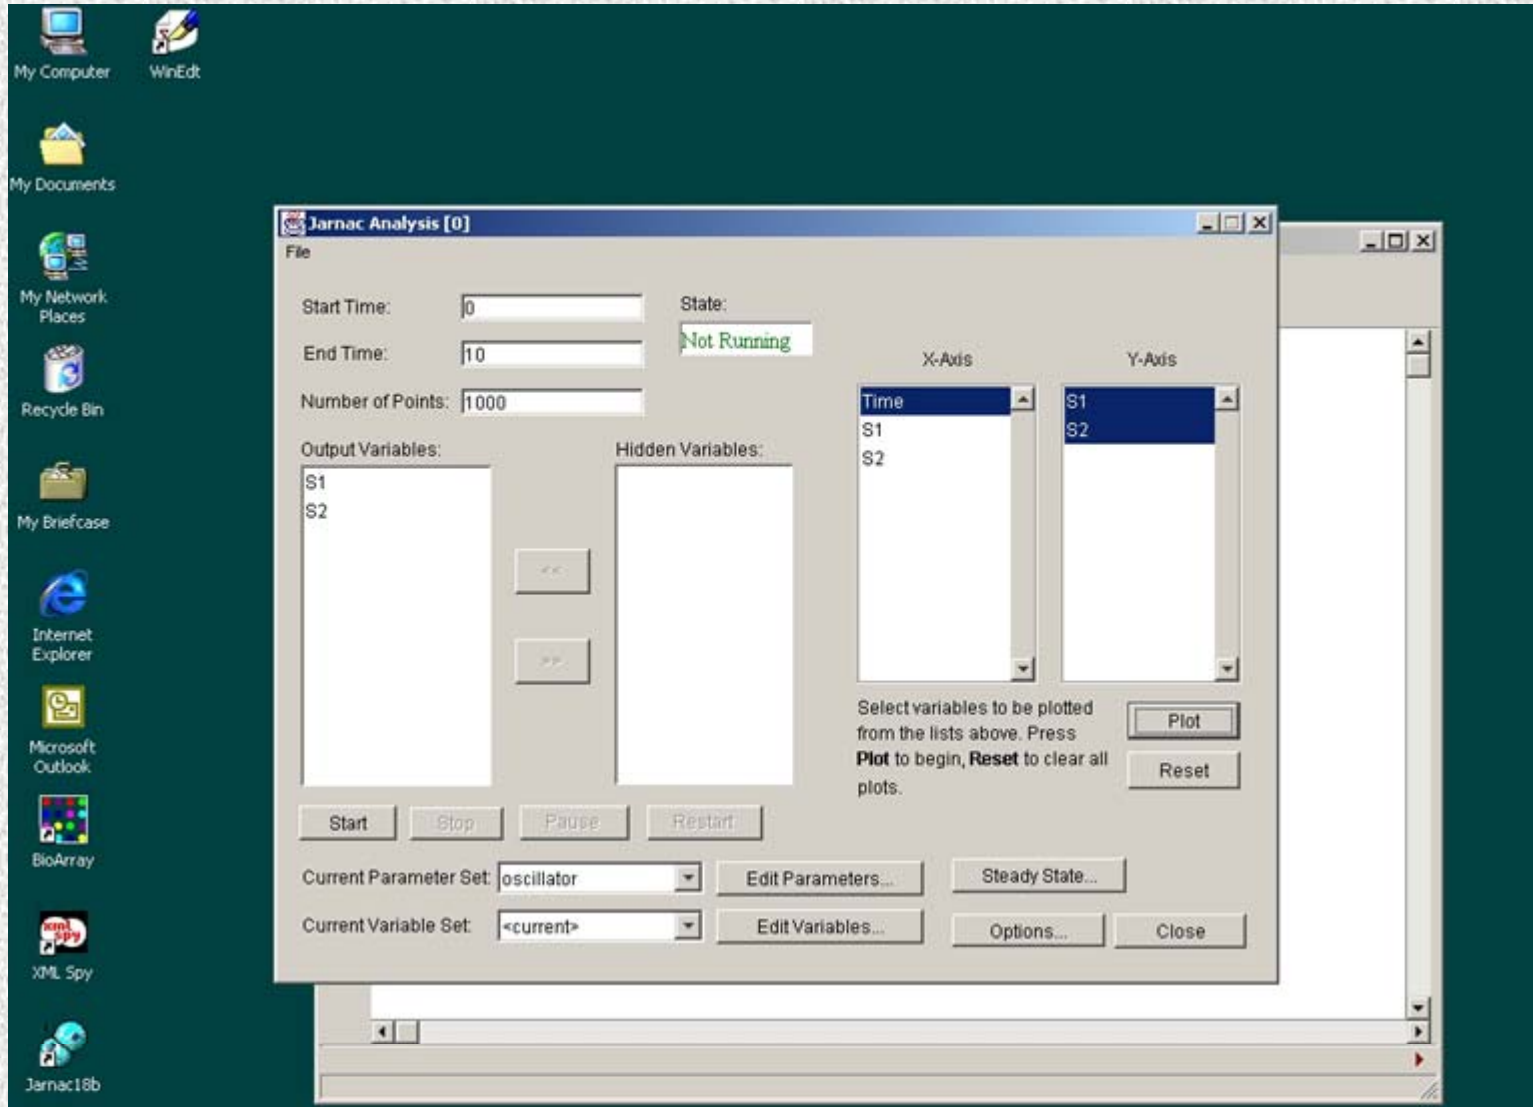 My Computer
WinEdt
My Documents
My Network
Places
Recycle Bin
My Briefcase
Internet
Explorer
Microsoft
Outlook
BioArray
xml
spy
XML Spy
Jarnac18b
Jarnac Analysis [0]
File
Start Time: 0
State:
Not Running
End Time: 10
Number of Points: 1000
Output Variables:
S1
S2
Hidden Variables:
<<
>>
X-Axis
Time
S1
S2
Y-Axis
S1
S2
Select variables to be plotted
from the lists above. Press
Plot to begin, Reset to clear all
plots.
Plot
Reset
Start Stop Pause Restart
Current Parameter Set: oscillator Edit Parameters... Steady State...
Current Variable Set: <current> Edit Variables... Options... Close